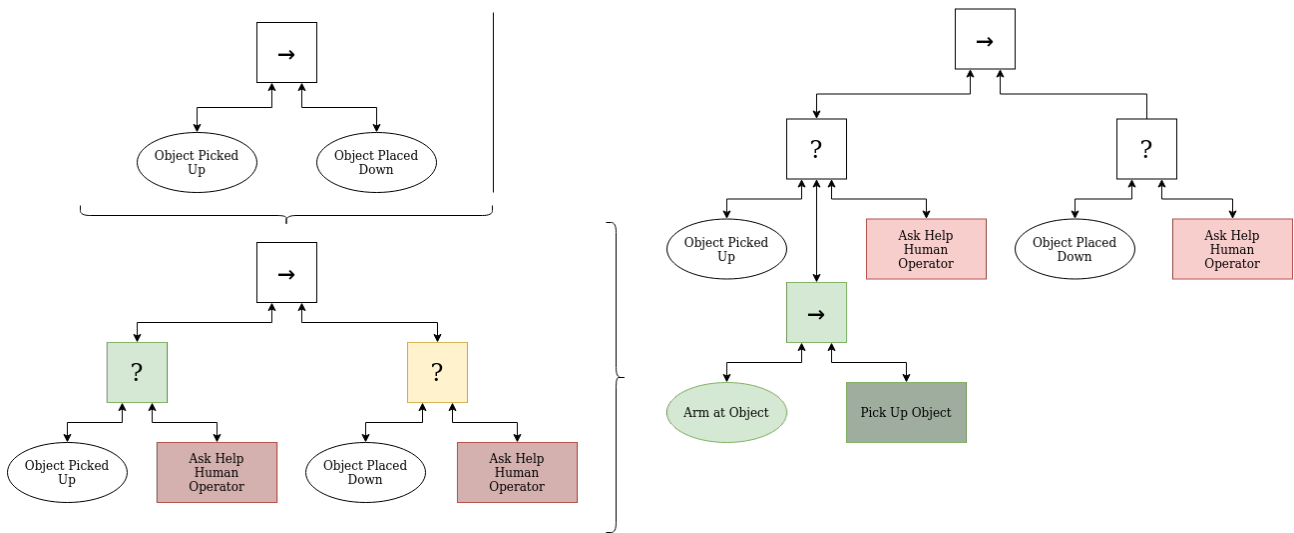 →
Object Picked
Up
Object Placed
Down
→
?
?
Object Picked
Up
Ask Help
Human
Operator
Object Placed
Down
Ask Help
Human
Operator
→
?
?
Object Picked
Up
Ask Help
Human
Operator
Object Placed
Down
Ask Help
Human
Operator
→
Arm at Object
Pick Up Object